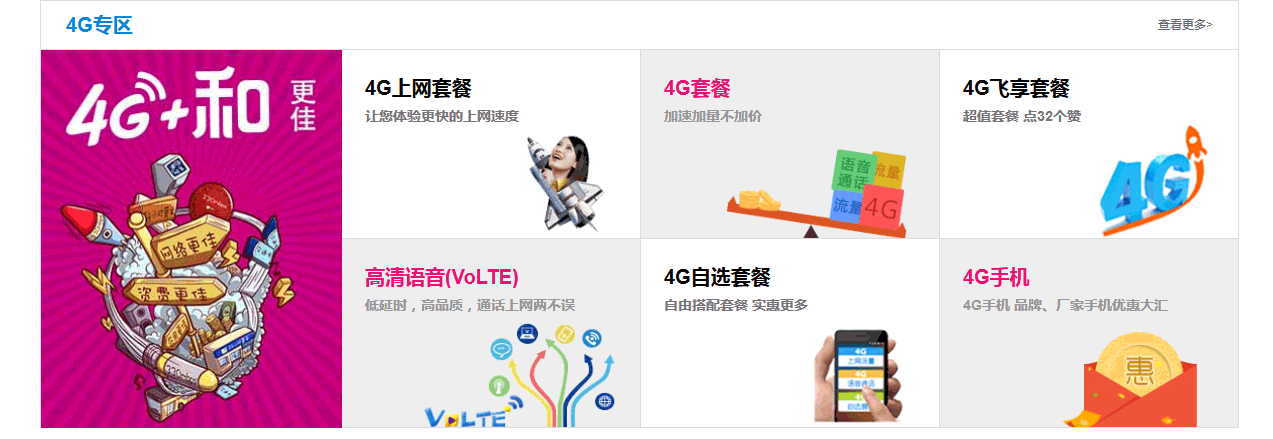 4G专区
查看更多>
4G+和 更佳
网络更佳
资费更佳
4G上网套餐
让您体验更快的上网速度
4G套餐
加速加量不加价
语音通话
流量
流量
4G
4G飞享套餐
超值套餐 点32个赞
4G
高清语音(VoLTE)
低延时，高品质，通话上网两不误
VoLTE
4G自选套餐
自由搭配套餐 实惠更多
4G
上网流量
4G
语音通话
4G
自选套餐
4G手机
4G手机 品牌、厂家手机优惠大汇
惠